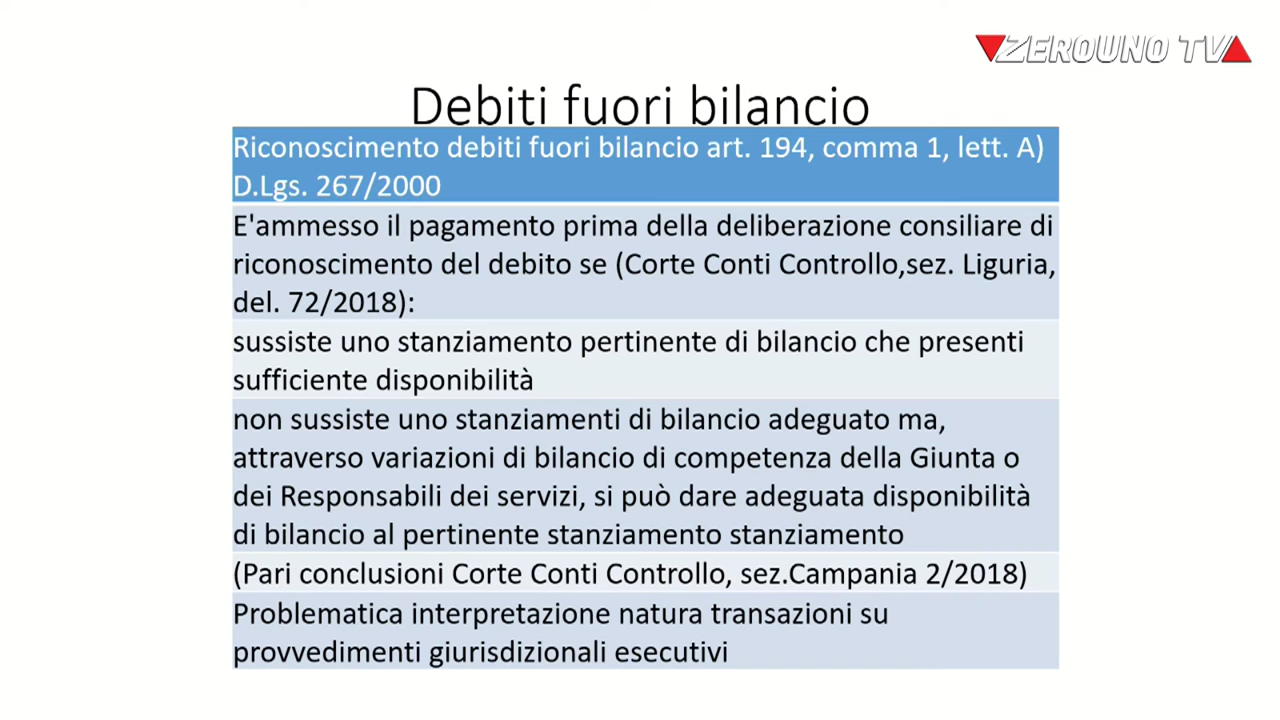 ZEROUNO TV
Debiti fuori bilancio
Riconoscimento debiti fuori bilancio art. 194, comma 1, lett. A)
D.Lgs. 267/2000
E'ammesso il pagamento prima della deliberazione consiliare di
riconoscimento del debito se (Corte Conti Controllo,sez. Liguria,
del. 72/2018):
sussiste uno stanziamento pertinente di bilancio che presenti
sufficiente disponibilità
non sussiste uno stanziamenti di bilancio adeguato ma,
attraverso variazioni di bilancio di competenza della Giunta o
dei Responsabili dei servizi, si può dare adeguata disponibilità
di bilancio al pertinente stanziamento stanziamento
(Pari conclusioni Corte Conti Controllo, sez.Campania 2/2018)
Problematica interpretazione natura transazioni su
provvedimenti giurisdizionali esecutivi